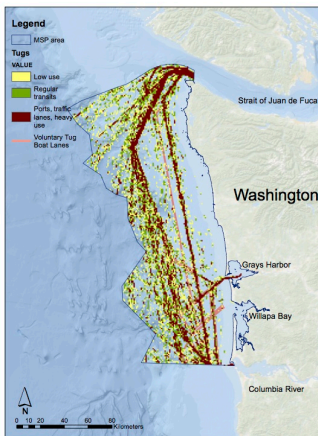 Legend
MSP area
Tugs
VALUE
Low use
Regular
transits
Ports, traffic
lanes, heavy
use
Voluntary Tug
Boat Lanes
Strait of Juan de Fuca
Washington
Grays Harbor
Willapa Bay
Columbia River
N
0 10 20 40 60 80
Kilometers